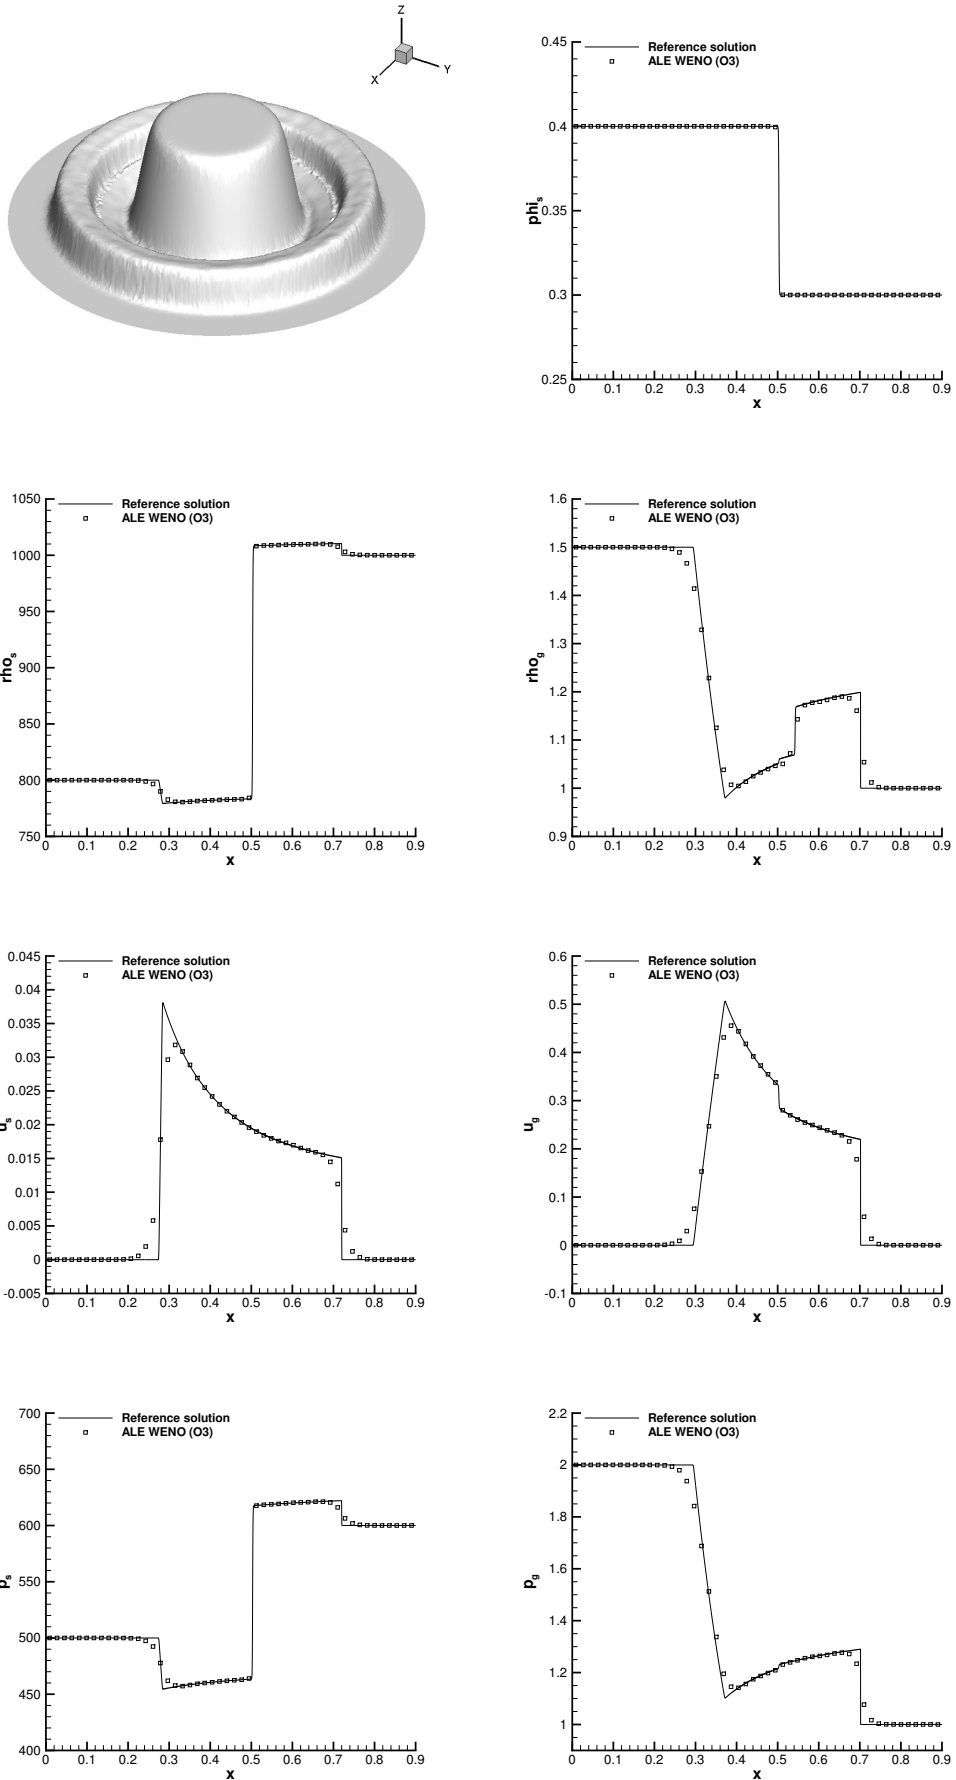 Z
X
Y
0.45
Reference solution
ALE WENO (O3)
0.4
phi_s
0.35
0.3
0.25
0 0.1 0.2 0.3 0.4 0.5 0.6 0.7 0.8 0.9
x
1050
Reference solution
ALE WENO (O3)
1000
950
900
rho_s
850
800
750
0 0.1 0.2 0.3 0.4 0.5 0.6 0.7 0.8 0.9
x
1.6
Reference solution
ALE WENO (O3)
1.5
1.4
1.3
rho_g
1.2
1.1
1
0.9
0 0.1 0.2 0.3 0.4 0.5 0.6 0.7 0.8 0.9
x
0.045
Reference solution
ALE WENO (O3)
0.04
0.035
0.03
0.025
u_s
0.02
0.015
0.01
0.005
0
-0.005
0 0.1 0.2 0.3 0.4 0.5 0.6 0.7 0.8 0.9
x
0.6
Reference solution
ALE WENO (O3)
0.5
0.4
0.3
u_g
0.2
0.1
0
-0.1
0 0.1 0.2 0.3 0.4 0.5 0.6 0.7 0.8 0.9
x
700
Reference solution
ALE WENO (O3)
650
600
550
p_s
500
450
400
0 0.1 0.2 0.3 0.4 0.5 0.6 0.7 0.8 0.9
x
2.2
Reference solution
ALE WENO (O3)
2
1.8
1.6
p_g
1.4
1.2
1
0 0.1 0.2 0.3 0.4 0.5 0.6 0.7 0.8 0.9
x